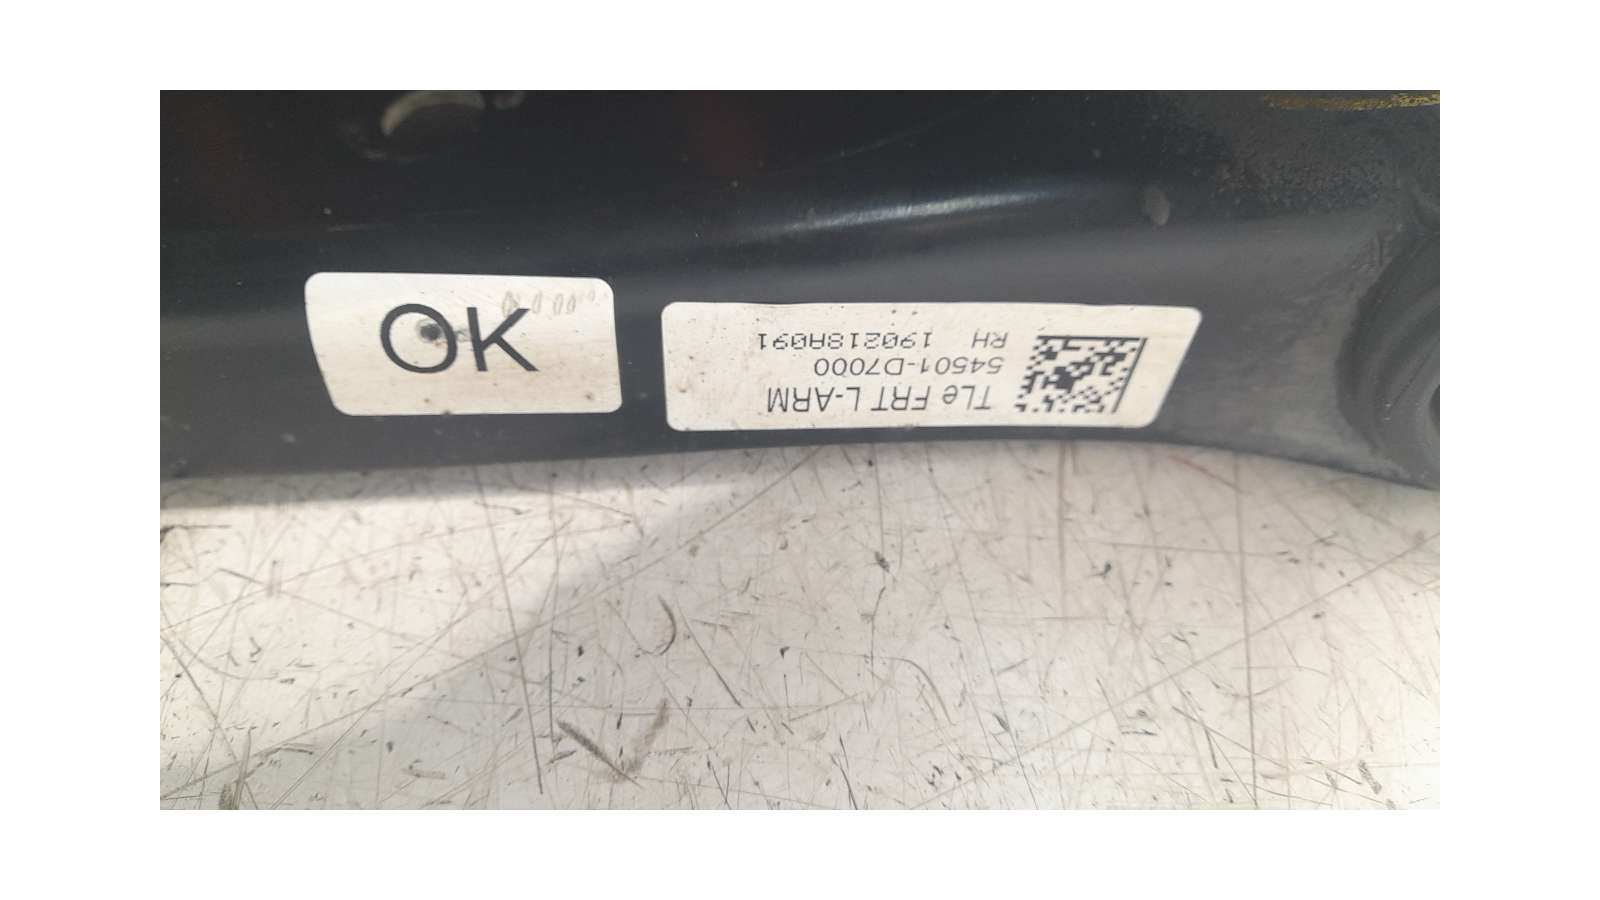 OK
TLe FRT L-ARM
54501-D7000
RH 190218A091